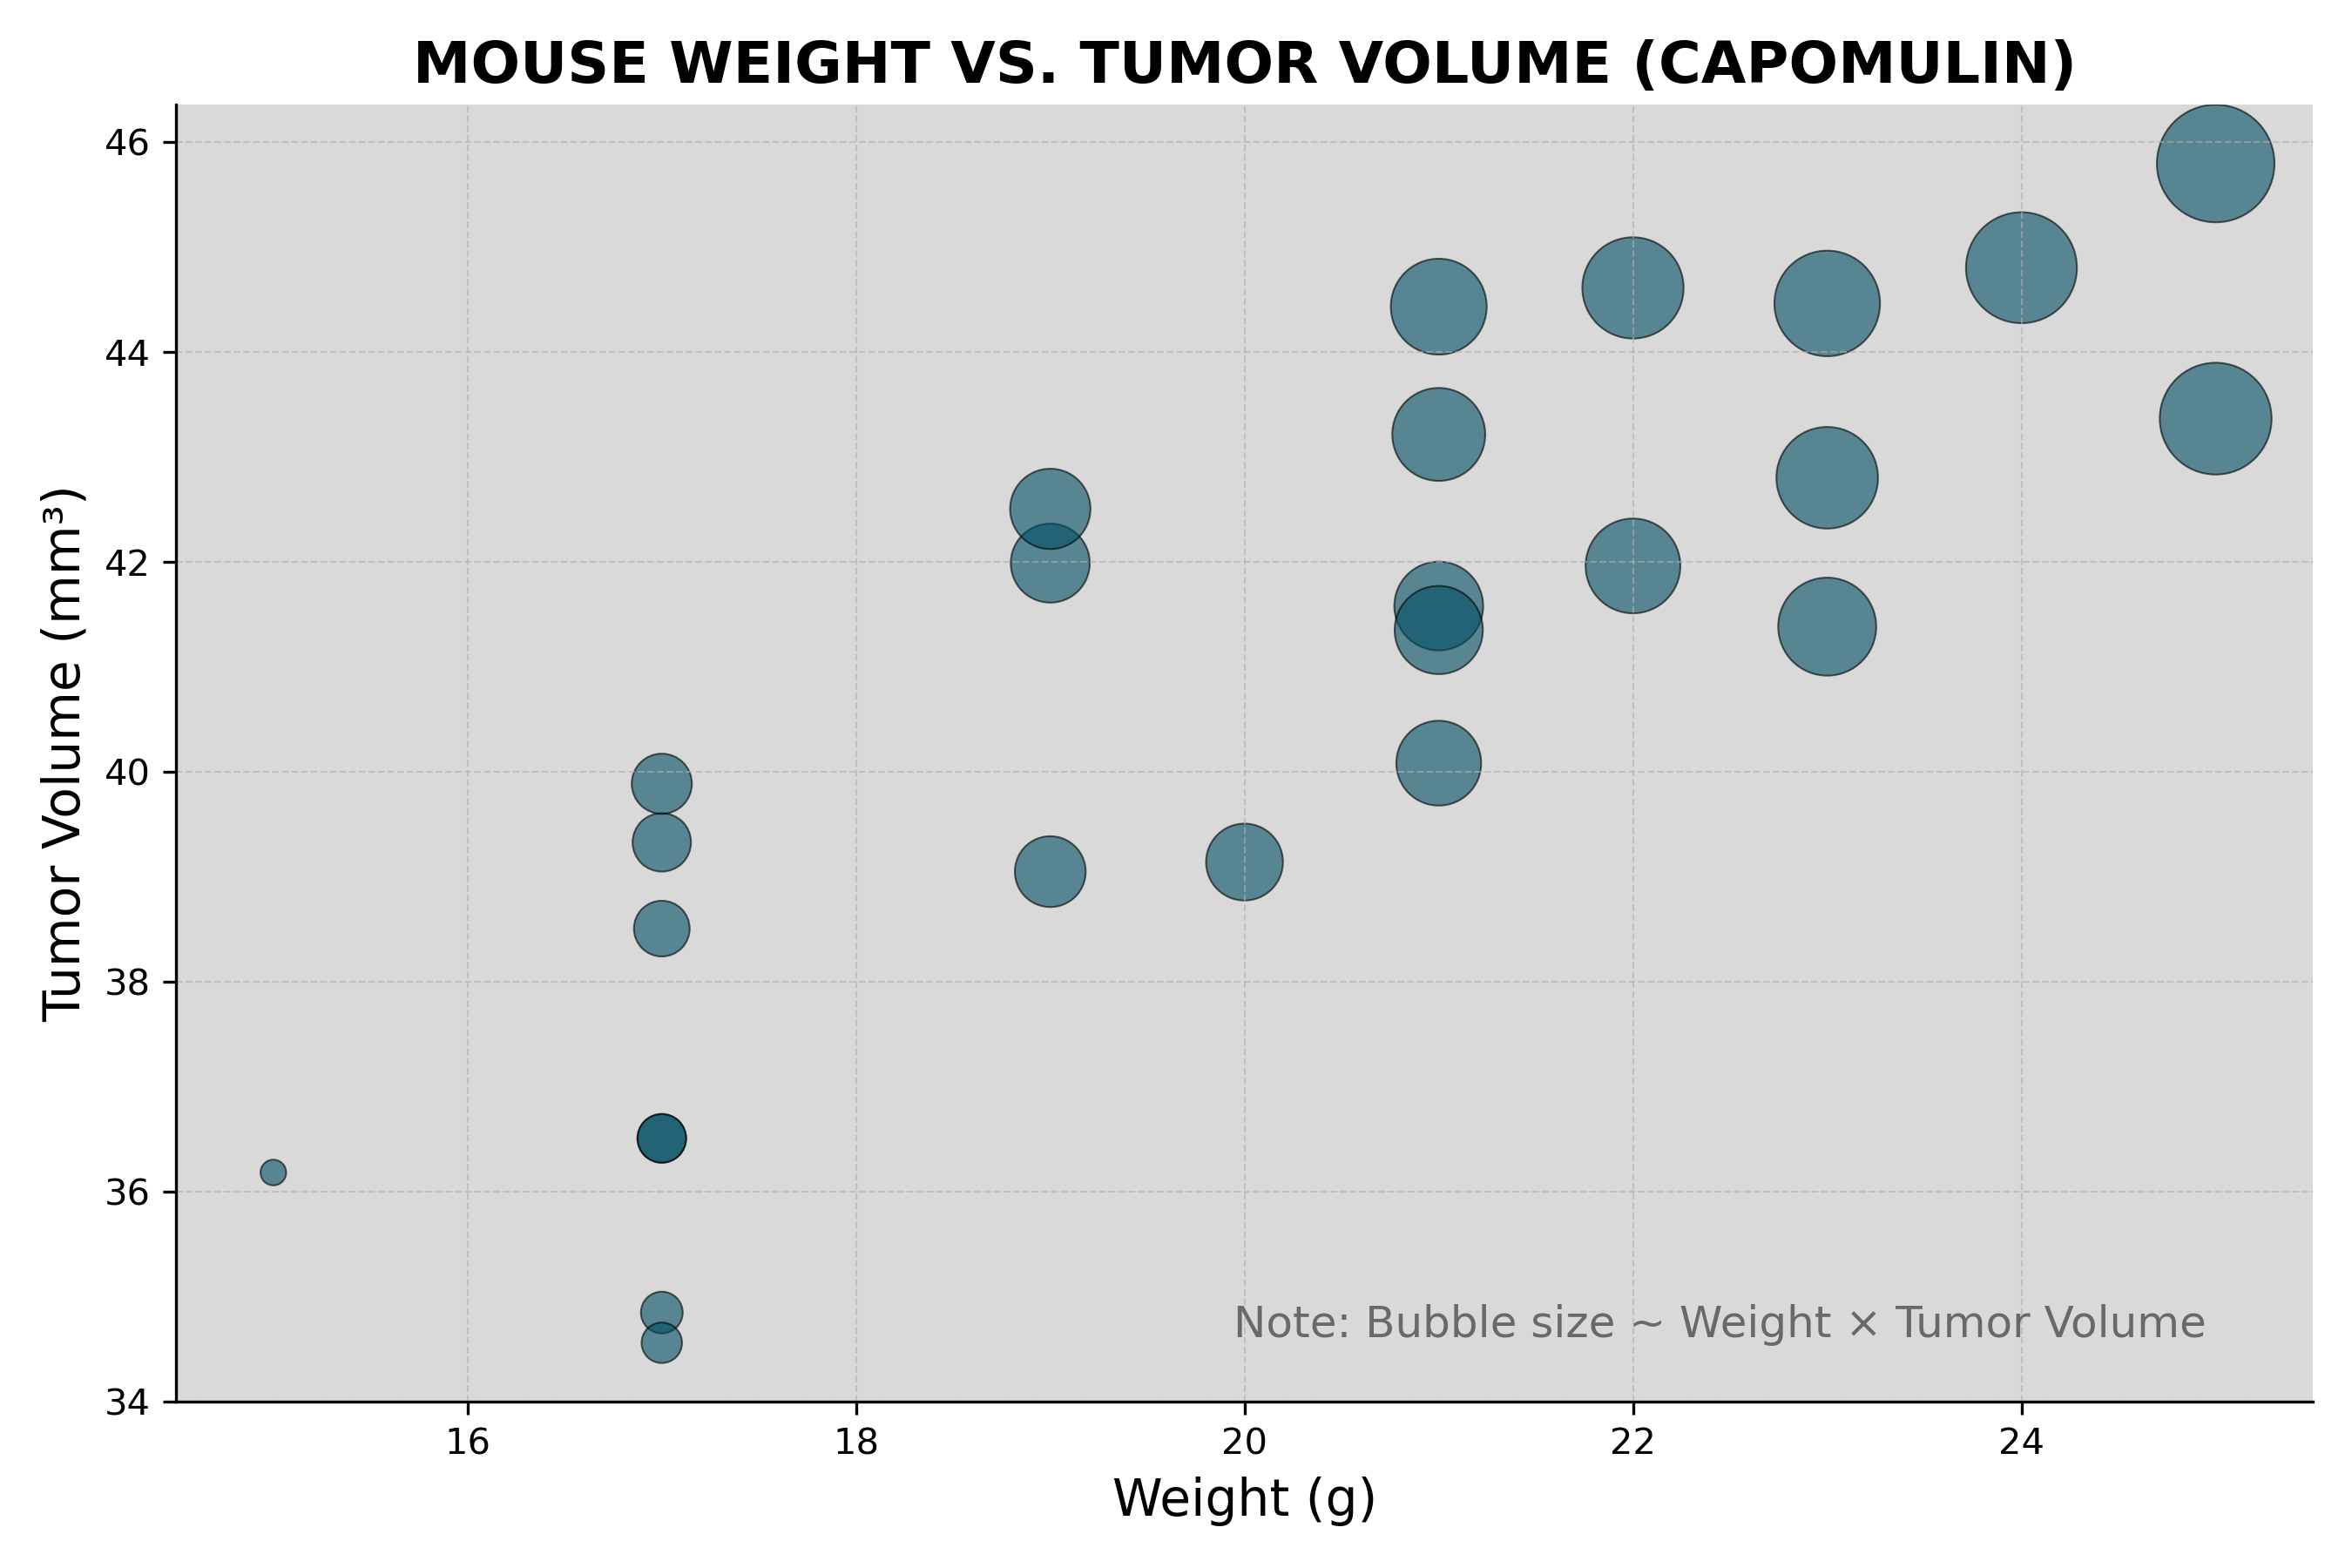 MOUSE WEIGHT VS. TUMOR VOLUME (CAPOMULIN)
Tumor Volume (mm³)
46
44
42
40
38
36
34
Note: Bubble size ~ Weight × Tumor Volume
16 18 20 22 24
Weight (g)